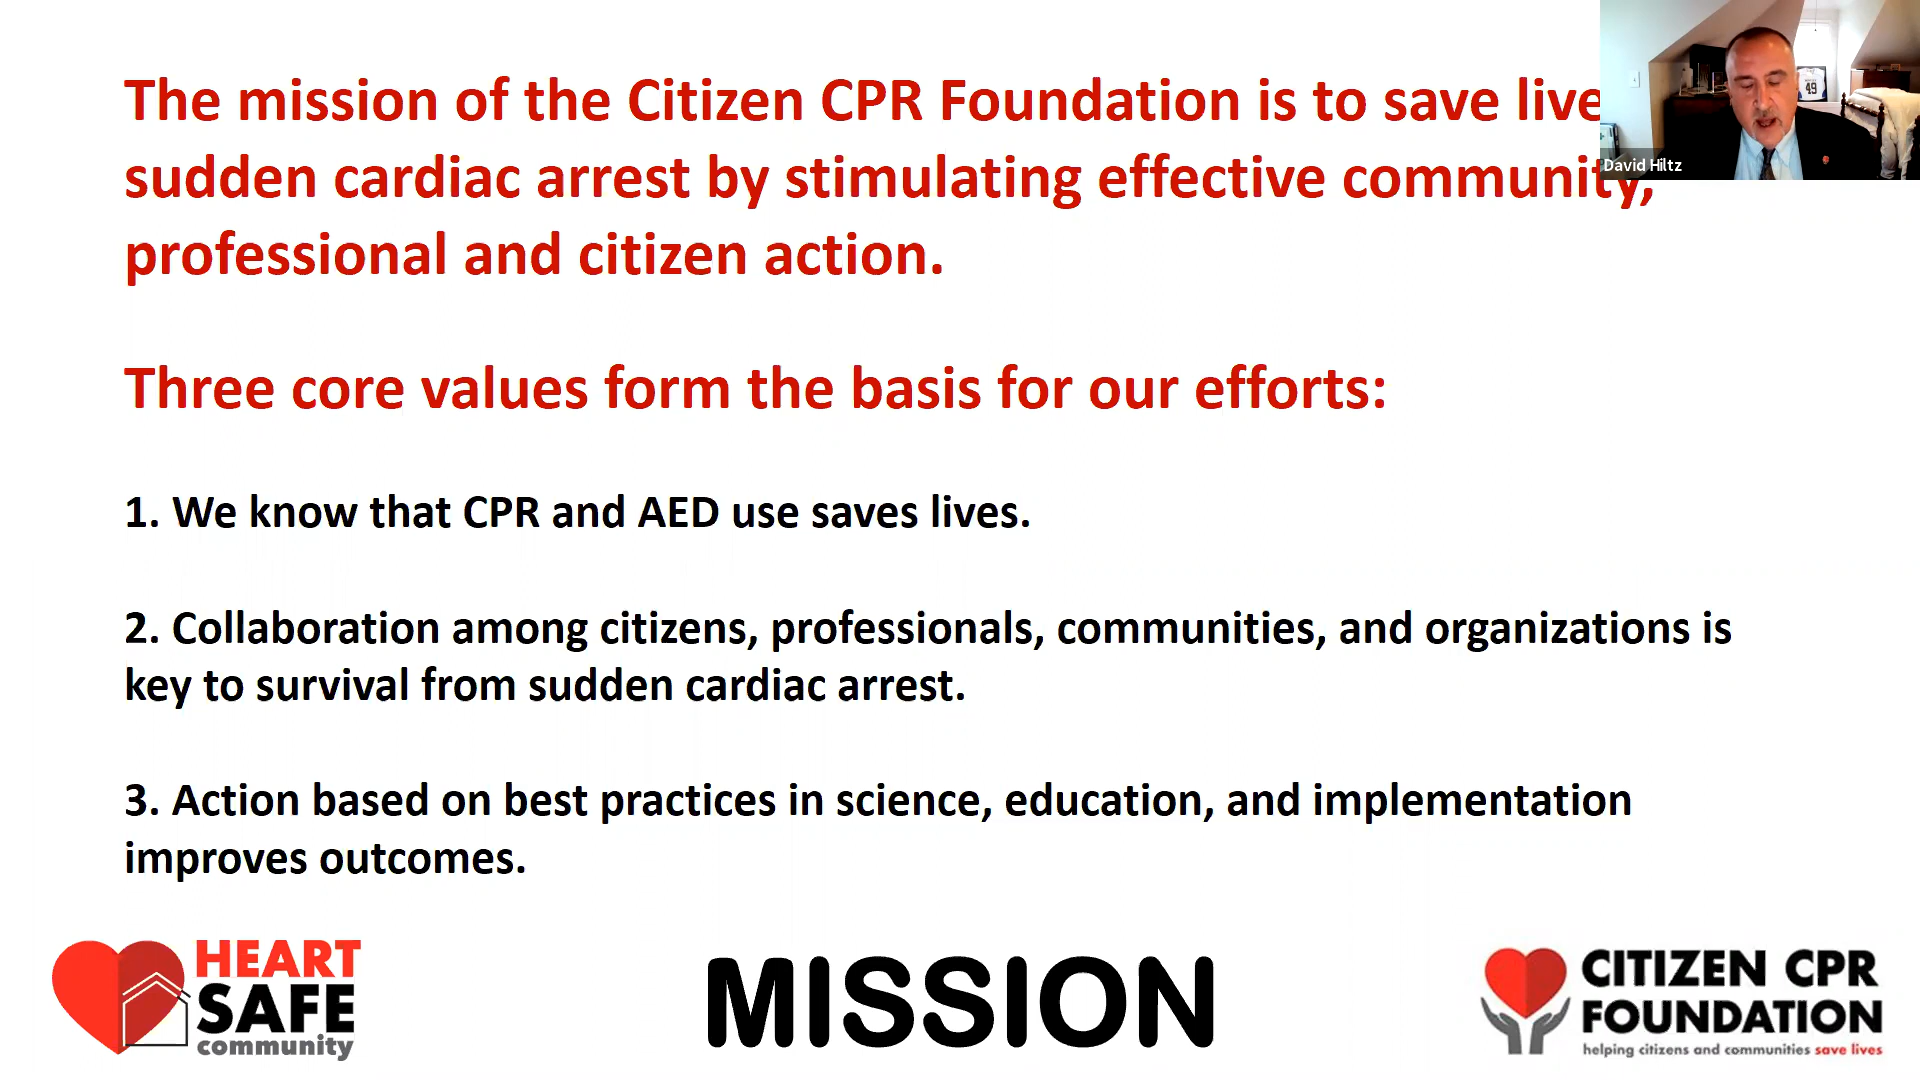 The mission of the Citizen CPR Foundation is to save live
sudden cardiac arrest by stimulating effective community,
professional and citizen action.
Three core values form the basis for our efforts:
1. We know that CPR and AED use saves lives.
2. Collaboration among citizens, professionals, communities, and organizations is
key to survival from sudden cardiac arrest.
3. Action based on best practices in science, education, and implementation
improves outcomes.
David Hiltz
49
HEART
SAFE
community
MISSION
CITIZEN CPR
FOUNDATION
helping citizens and communities save lives